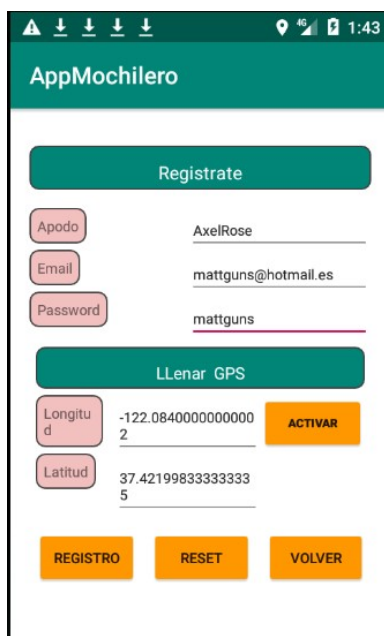 4G 1:43
AppMochilero
Registrate
Apodo AxelRose
Email mattguns@hotmail.es
Password mattguns
LLenar GPS
Longitu
d
-122.0840000000000
2
ACTIVAR
Latitud
37.42199833333333
5
REGISTRO RESET VOLVER